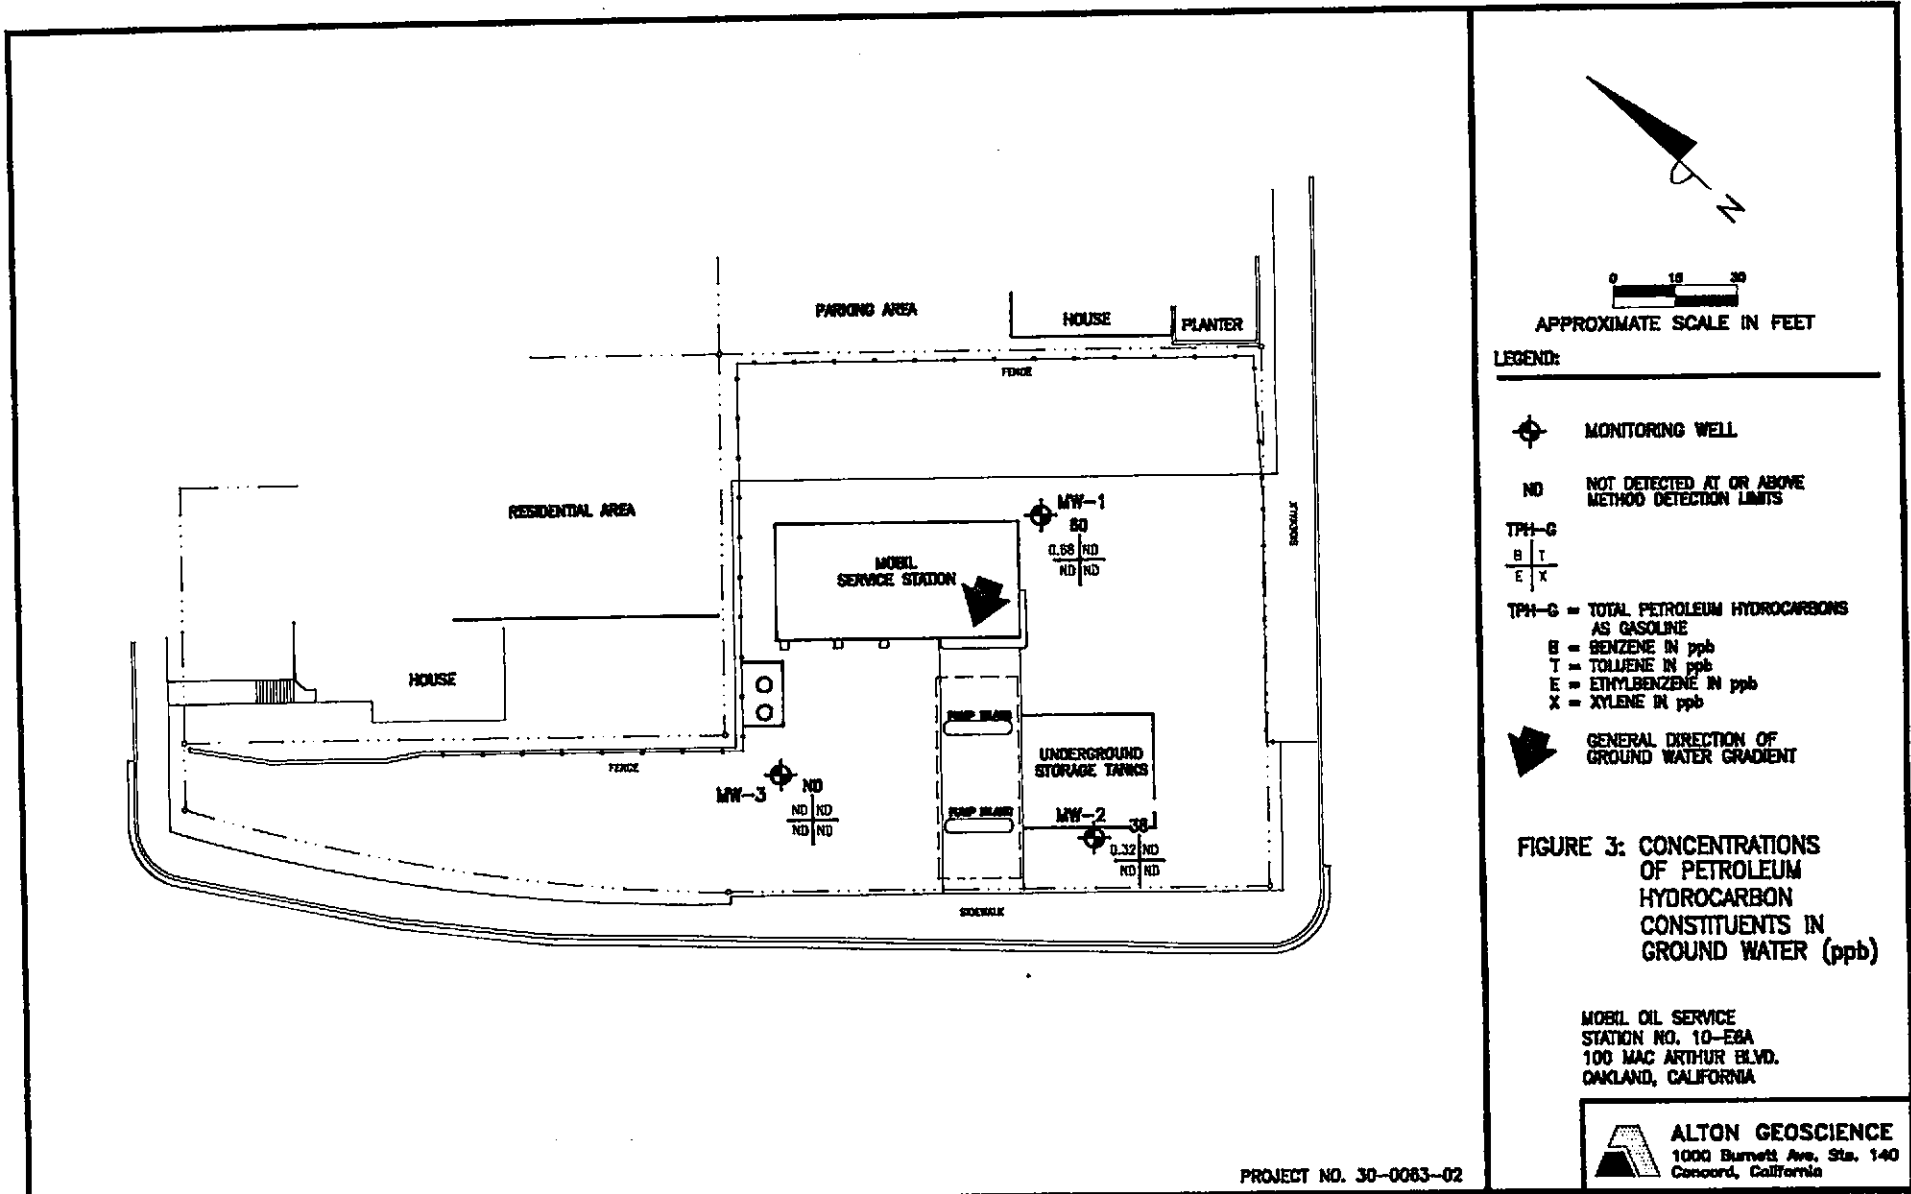 N
0 15 30
APPROXIMATE SCALE IN FEET
LEGEND:
MONITORING WELL
ND NOT DETECTED AT OR ABOVE
METHOD DETECTION LIMITS
TPH-G
B T
E X
TPH-G = TOTAL PETROLEUM HYDROCARBONS
AS GASOLINE
B = BENZENE IN ppb
T = TOLUENE IN ppb
E = ETHYLBENZENE IN ppb
X = XYLENE IN ppb
GENERAL DIRECTION OF
GROUND WATER GRADIENT
FIGURE 3: CONCENTRATIONS
OF PETROLEUM
HYDROCARBON
CONSTITUENTS IN
GROUND WATER (ppb)
MOBIL OIL SERVICE
STATION NO. 10-E6A
100 MAC ARTHUR BLVD.
OAKLAND, CALIFORNIA
ALTON GEOSCIENCE
1000 Burnett Ave. Ste. 140
Concord, California
PROJECT NO. 30-0063-02
PARKING AREA
HOUSE
PLANTER
FENCE
RESIDENTIAL AREA
SIDEWALK
MW-1
ND
ND ND
MOBIL
SERVICE STATION
HOUSE
PUMP ISLAND
UNDERGROUND
STORAGE TANKS
FENCE
MW-3 ND
ND ND
ND ND
PUMP ISLAND
MW-2
38
0.32 ND
ND ND
SIDEWALK